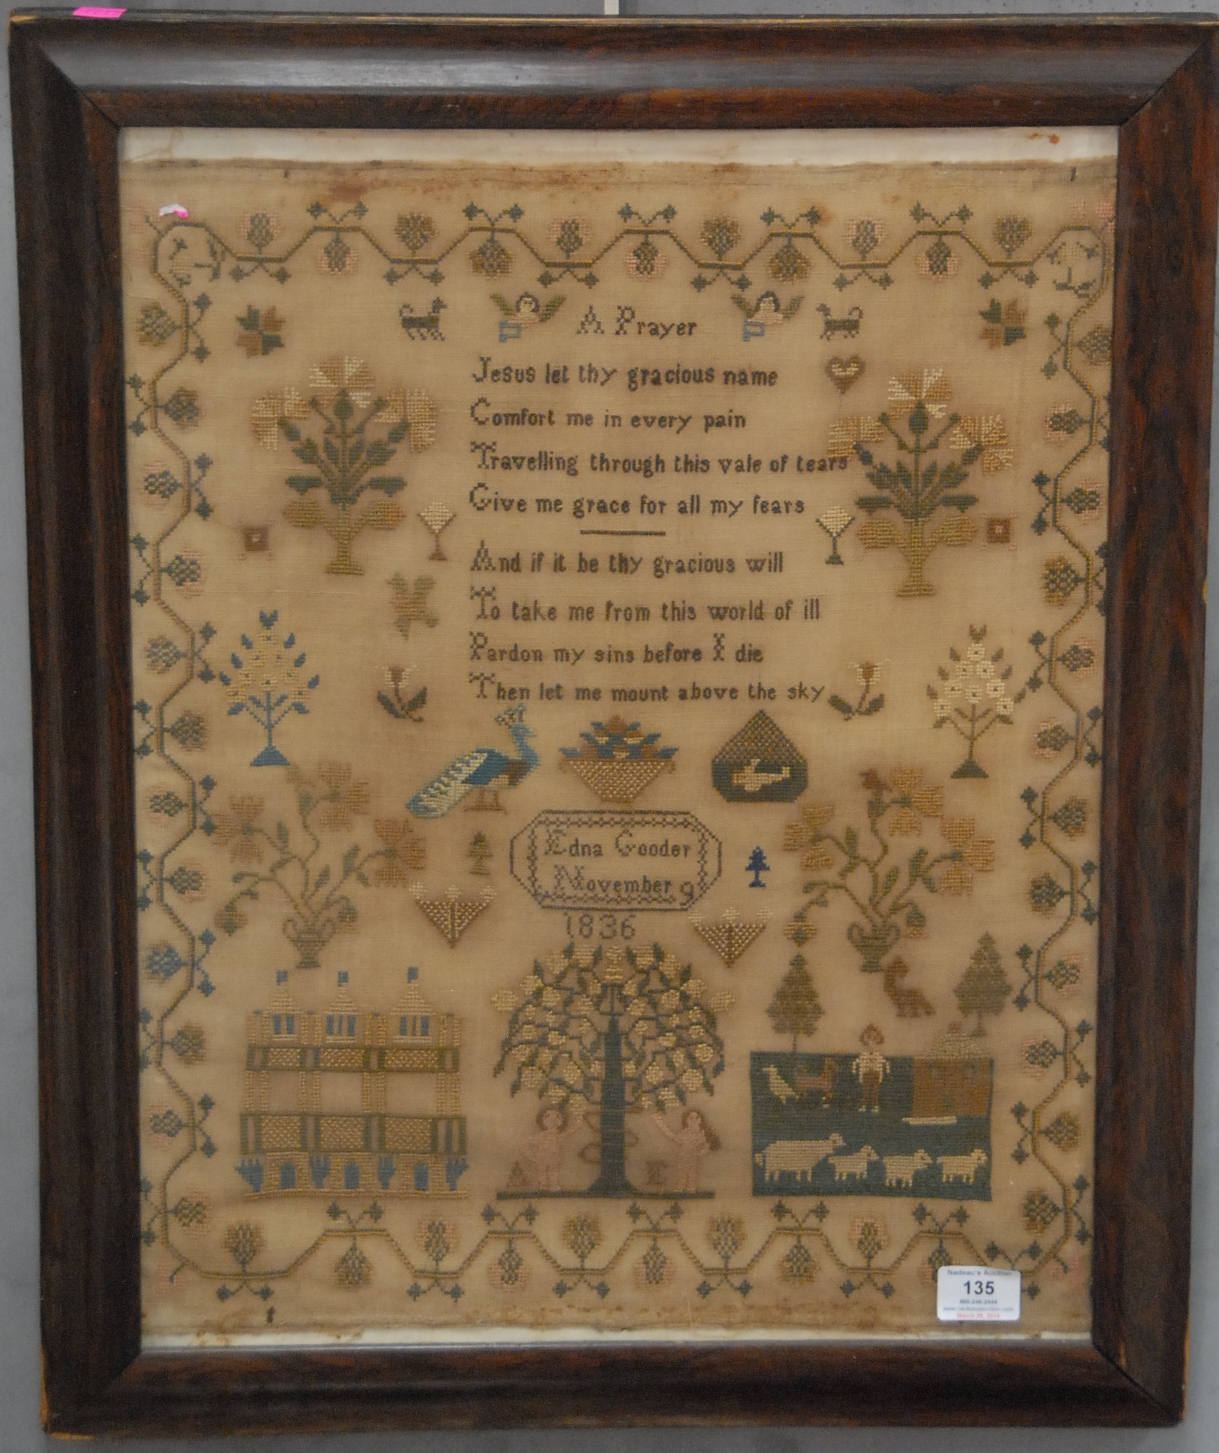 A Prayer
Jesus let thy gracious name
Comfort me in every pain
Travelling through this vale of tears
Give me grace for all my fears
And if it be thy gracious will
To take me from this world of ill
Pardon my sins before I die
Then let me mount above the sky
Edna Gooder
November 9
1836
A E
Nadeau's Auction
135